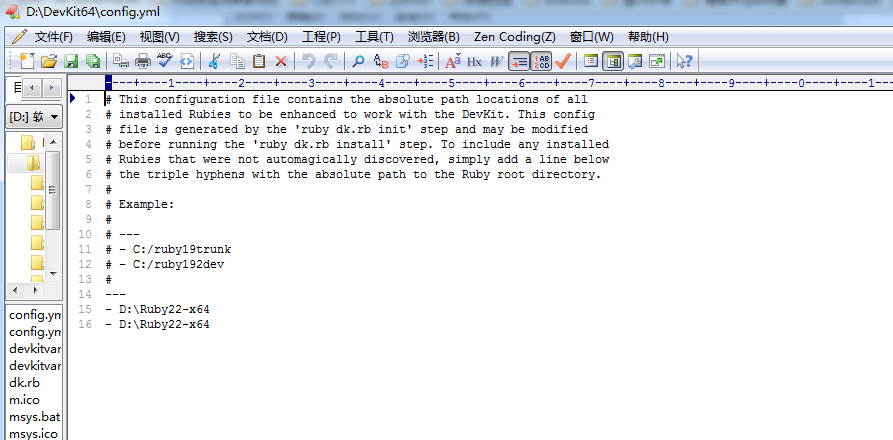 D:\DevKit64\config.yml
文件(F) 编辑(E) 视图(V) 搜索(S) 文档(D) 工程(P) 工具(T) 浏览器(B) Zen Coding(Z) 窗口(W) 帮助(H)
ABC
Hx W
1AB
2CD
目
[D:] 软
----+----1----+----2----+----3----+----4----+----5----+----6----+----7----+----8----+----9----+----0----+----1---
1 # This configuration file contains the absolute path locations of all
2 # installed Rubies to be enhanced to work with the DevKit. This config
3 # file is generated by the 'ruby dk.rb init' step and may be modified
4 # before running the 'ruby dk.rb install' step. To include any installed
5 # Rubies that were not automagically discovered, simply add a line below
6 # the triple hyphens with the absolute path to the Ruby root directory.
7 #
8 # Example:
9 #
10 # ---
11 # - C:/ruby19trunk
12 # - C:/ruby192dev
13 #
14 ---
15 - D:\Ruby22-x64
16 - D:\Ruby22-x64
config.ym
config.ym
devkitvar
devkitvar
dk.rb
m.ico
msys.bat
msys.ico